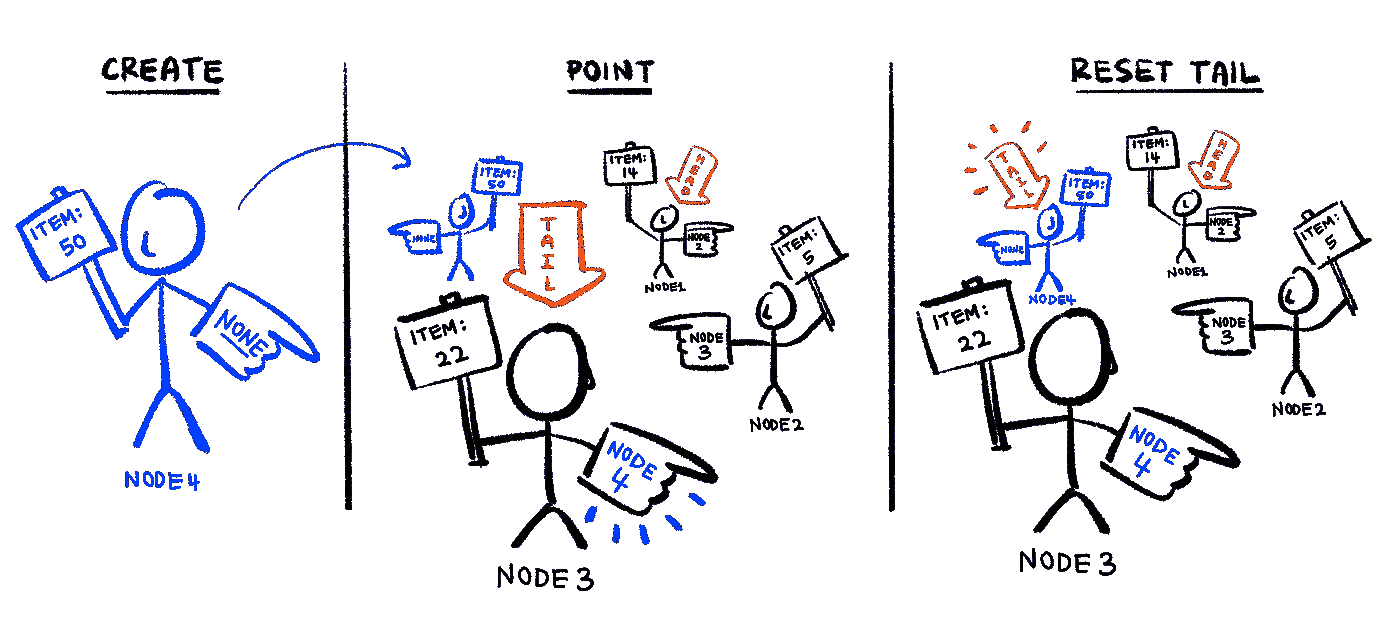 CREATE
ITEM:
50
NONE
NODE4
POINT
ITEM:
50
NONE
TAIL
ITEM:
14
HEAD
NODE
2
NODE1
ITEM:
5
NODE
3
NODE2
ITEM:
22
NODE
4
NODE3
RESET TAIL
TAIL
ITEM:
50
NONE
NODE4
ITEM:
14
HEAD
NODE
2
NODE1
ITEM:
5
NODE
3
NODE2
ITEM:
22
NODE
4
NODE3